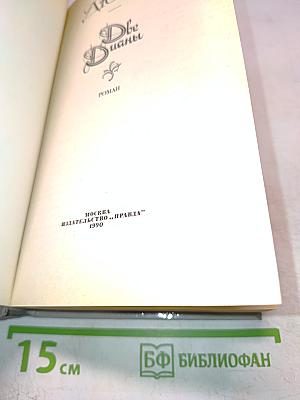 Две
Дианы
РОМАН
МОСКВА
ИЗДАТЕЛЬСТВО „ПРАВДА“
1990
15 см
БФ БИБЛИОФАН